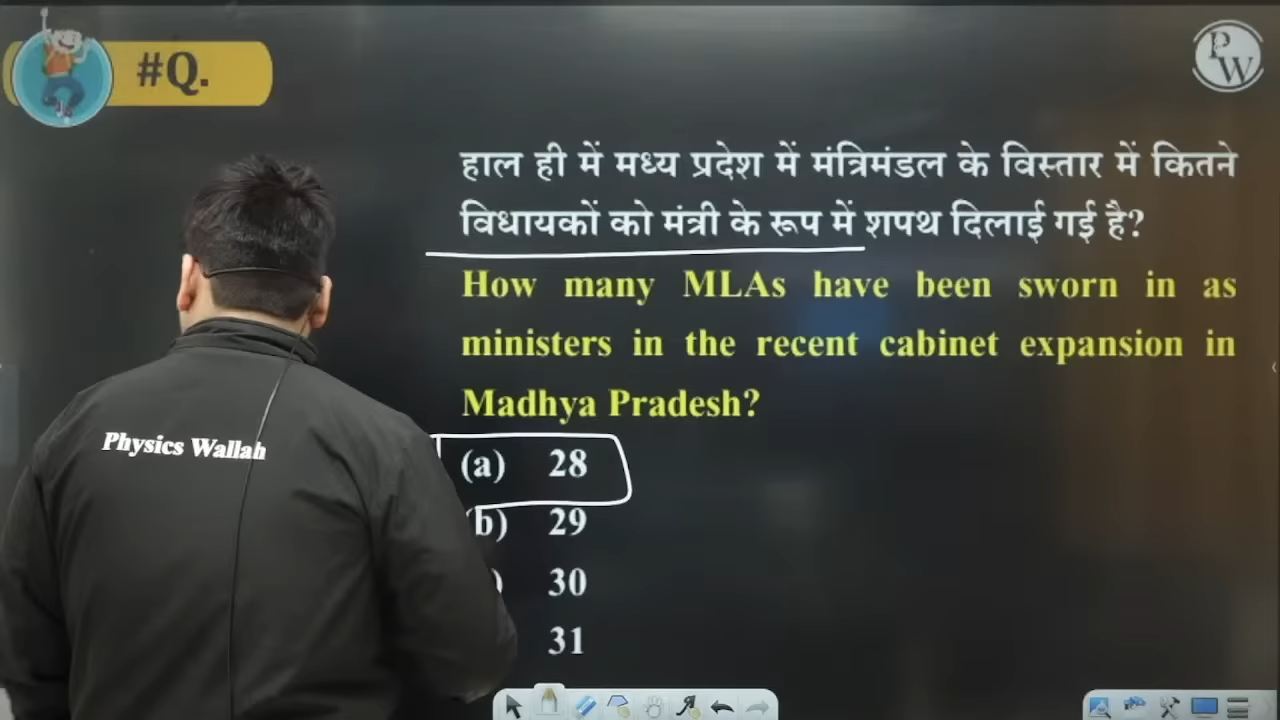 #Q.
PW
हाल ही में मध्य प्रदेश में मंत्रिमंडल के विस्तार में कितने
विधायकों को मंत्री के रूप में शपथ दिलाई गई है?
How many MLAs have been sworn in as
ministers in the recent cabinet expansion in
Madhya Pradesh?
(a) 28
(b) 29
) 30
31
Physics Wallah